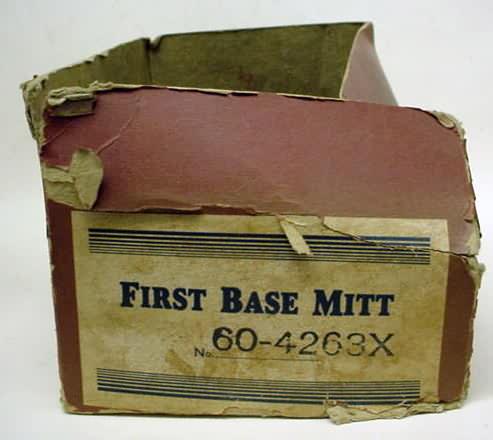 FIRST BASE MITT
No. 60-4263X